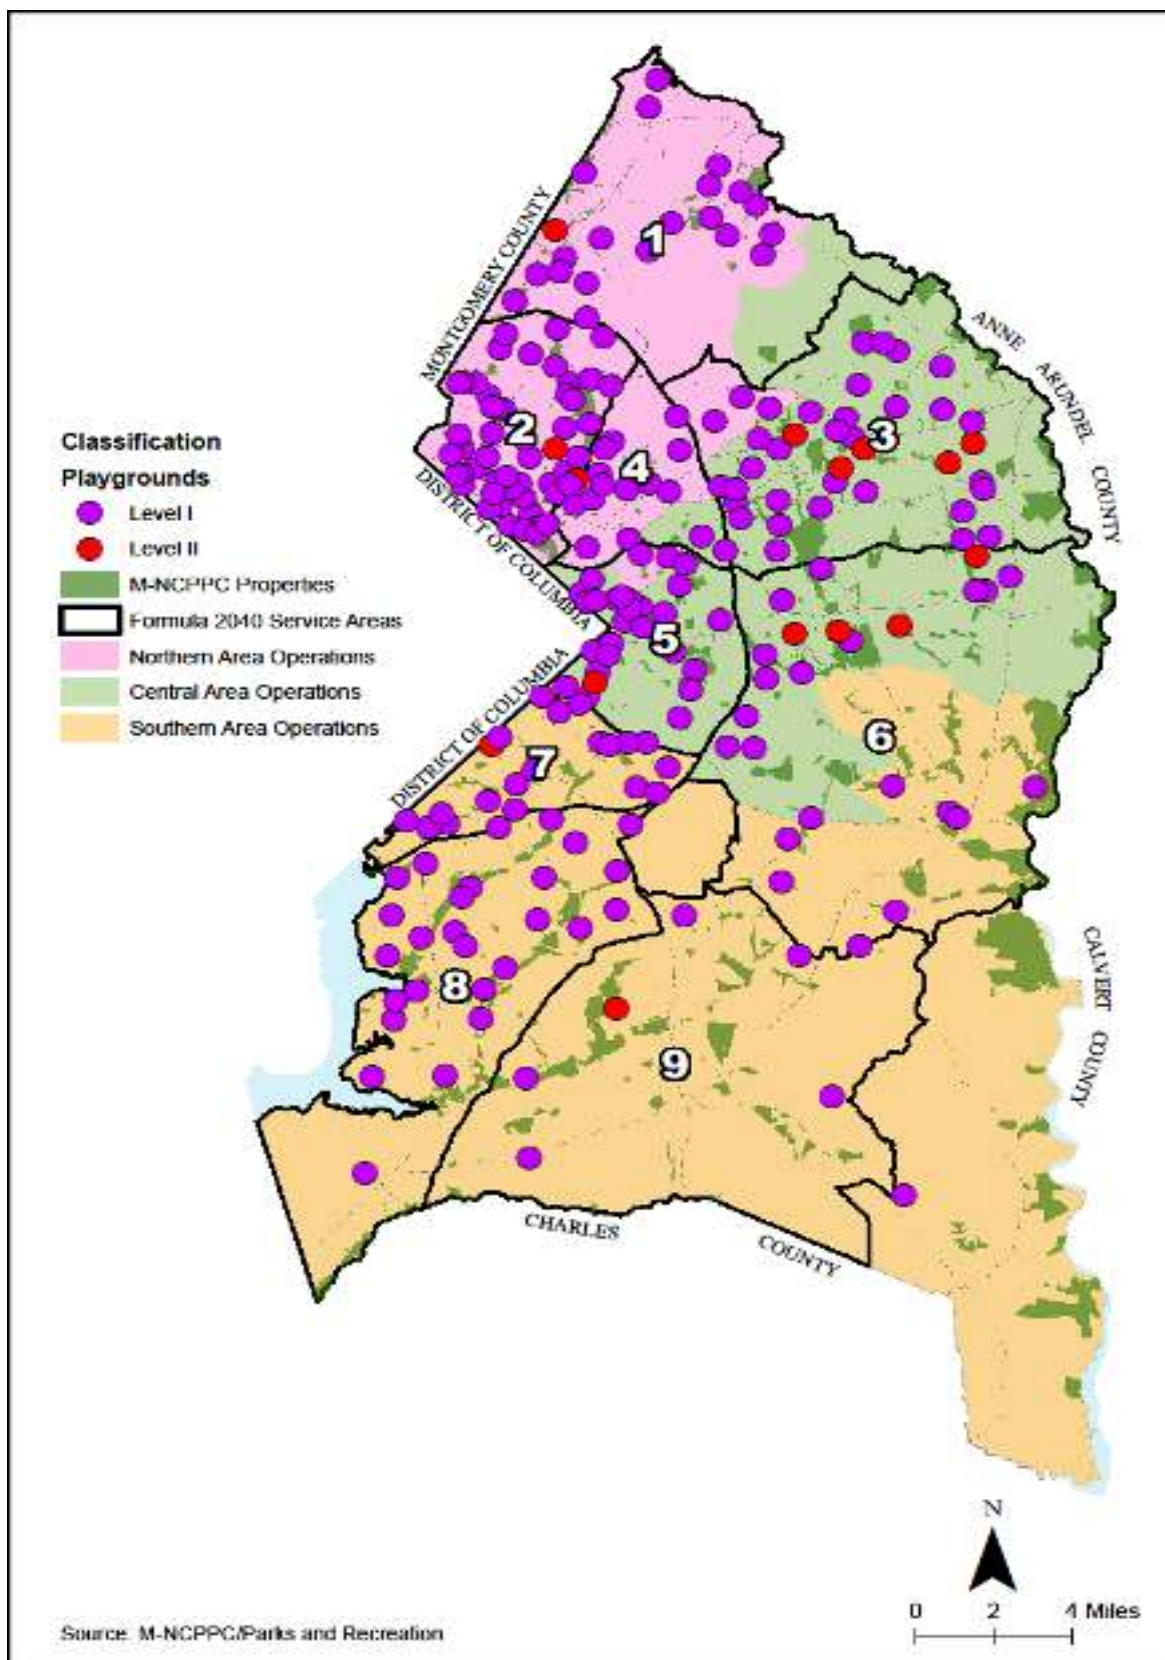 MONTGOMERY COUNTY
1
ANNE ARUNDEL COUNTY
2
3
4
Classification
Playgrounds
Level I
Level II
M-NCPPC Properties
Formula 2040 Service Areas
Northern Area Operations
Central Area Operations
Southern Area Operations
DISTRICT OF COLUMBIA
5
DISTRICT OF COLUMBIA
6
7
8
9
CALVERT COUNTY
CHARLES COUNTY
N
0 2 4 Miles
Source: M-NCPPC/Parks and Recreation